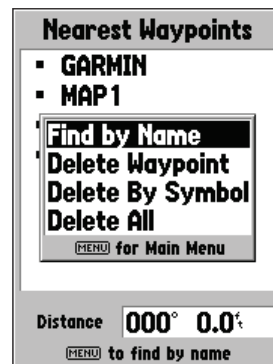 Nearest Waypoints
▪ GARMIN
▪ MAP1
Find by Name
Delete Waypoint
Delete By Symbol
Delete All
MENU for Main Menu
Distance 000° 0.0ft
MENU to find by name